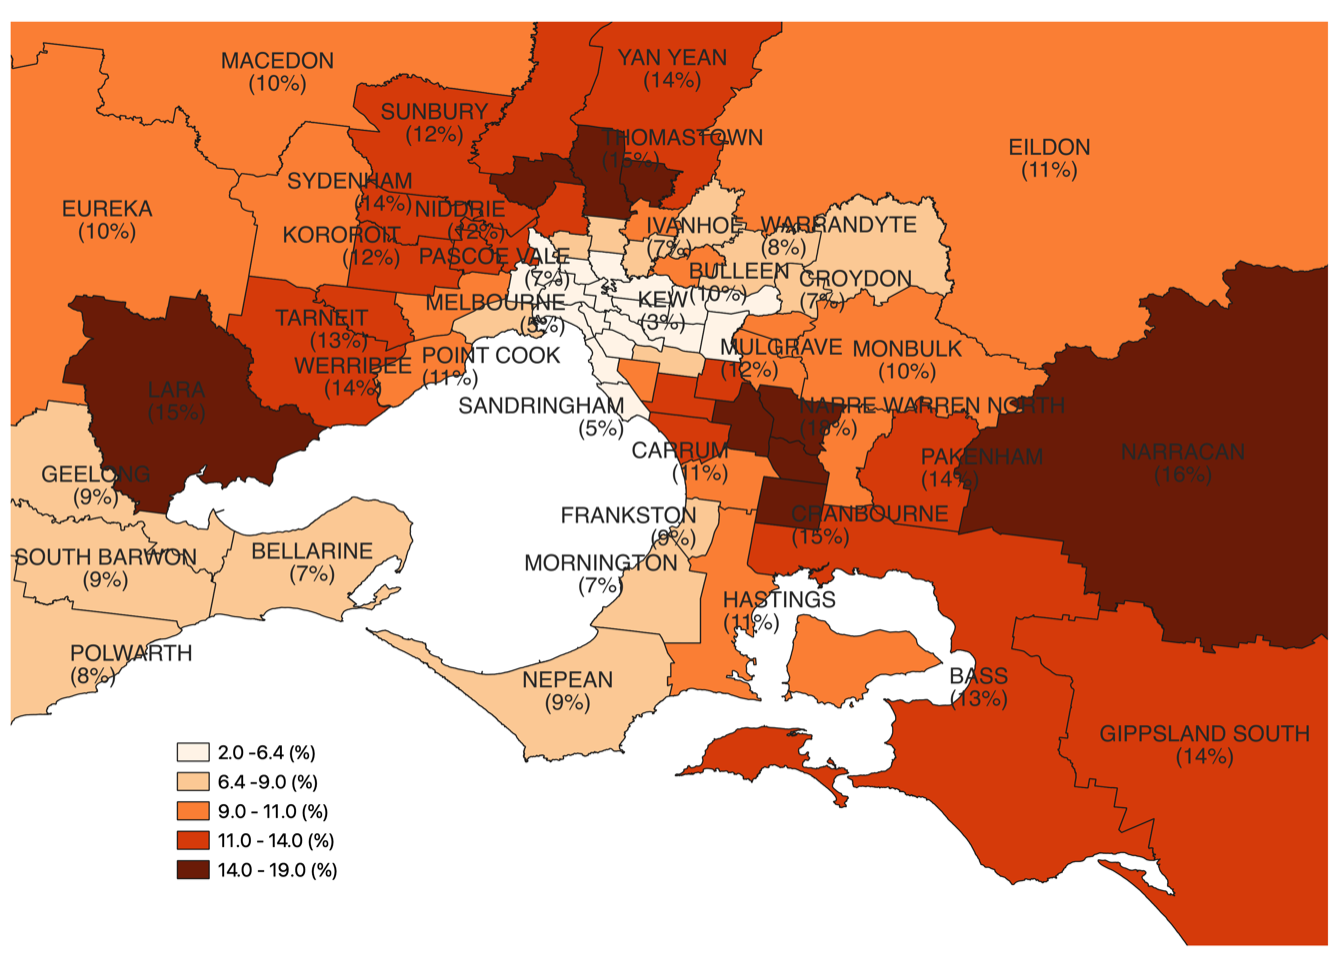 MACEDON
(10%)
YAN YEAN
(14%)
SUNBURY
(12%)
THOMASTOWN
(15%)
EILDON
(11%)
SYDENHAM
(14%)
EUREKA
(10%)
NIDDRIE
(12%)
IVANHOE
(7%)
WARRANDYTE
(8%)
KOROROIT
(12%)
PASCOE VALE
(7%)
BULLEEN
(10%)
CROYDON
(7%)
MELBOURNE
(5%)
KEW
(3%)
TARNEIT
(13%)
WERRIBEE
(14%)
POINT COOK
(11%)
MULGRAVE
(12%)
MONBULK
(10%)
LARA
(15%)
SANDRINGHAM
(5%)
NARRE WARREN NORTH
(18%)
CARRUM
(11%)
PAKENHAM
(14%)
NARRACAN
(16%)
GEELONG
(9%)
FRANKSTON
(9%)
CRANBOURNE
(15%)
SOUTH BARWON
(9%)
BELLARINE
(7%)
MORNINGTON
(7%)
HASTINGS
(11%)
POLWARTH
(8%)
NEPEAN
(9%)
BASS
(13%)
GIPPSLAND SOUTH
(14%)
2.0 -6.4 (%)
6.4 -9.0 (%)
9.0 - 11.0 (%)
11.0 - 14.0 (%)
14.0 - 19.0 (%)